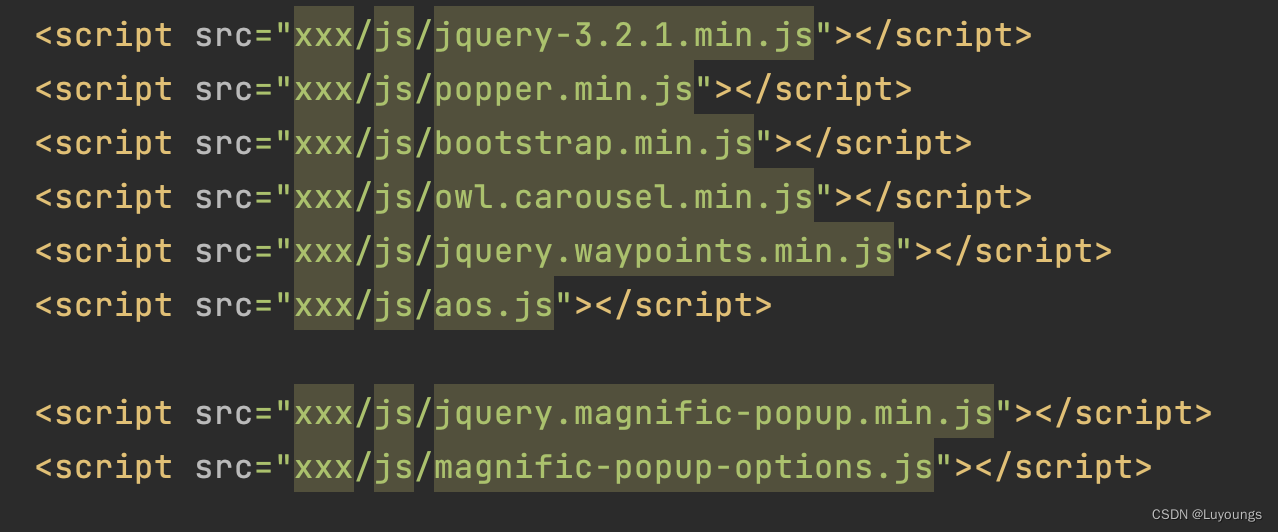 <script src="xxx/js/jquery-3.2.1.min.js"></script>
<script src="xxx/js/popper.min.js"></script>
<script src="xxx/js/bootstrap.min.js"></script>
<script src="xxx/js/owl.carousel.min.js"></script>
<script src="xxx/js/jquery.waypoints.min.js"></script>
<script src="xxx/js/aos.js"></script>
<script src="xxx/js/jquery.magnific-popup.min.js"></script>
<script src="xxx/js/magnific-popup-options.js"></script>
CSDN @Luyoungs